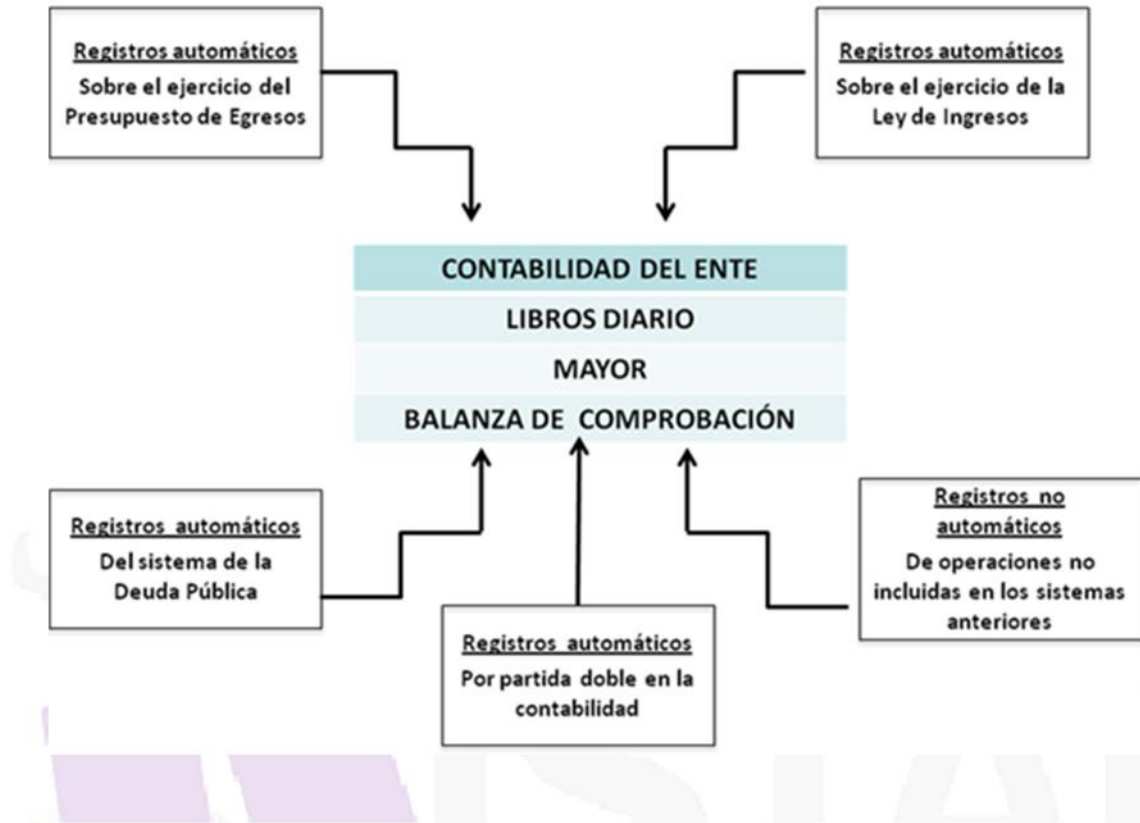 Registros automáticos
Sobre el ejercicio del
Presupuesto de Egresos
Registros automáticos
Sobre el ejercicio de la
Ley de Ingresos
CONTABILIDAD DEL ENTE
LIBROS DIARIO
MAYOR
BALANZA DE COMPROBACIÓN
Registros automáticos
Del sistema de la
Deuda Pública
Registros automáticos
Por partida doble en la
contabilidad
Registros no
automáticos
De operaciones no
incluidas en los sistemas
anteriores